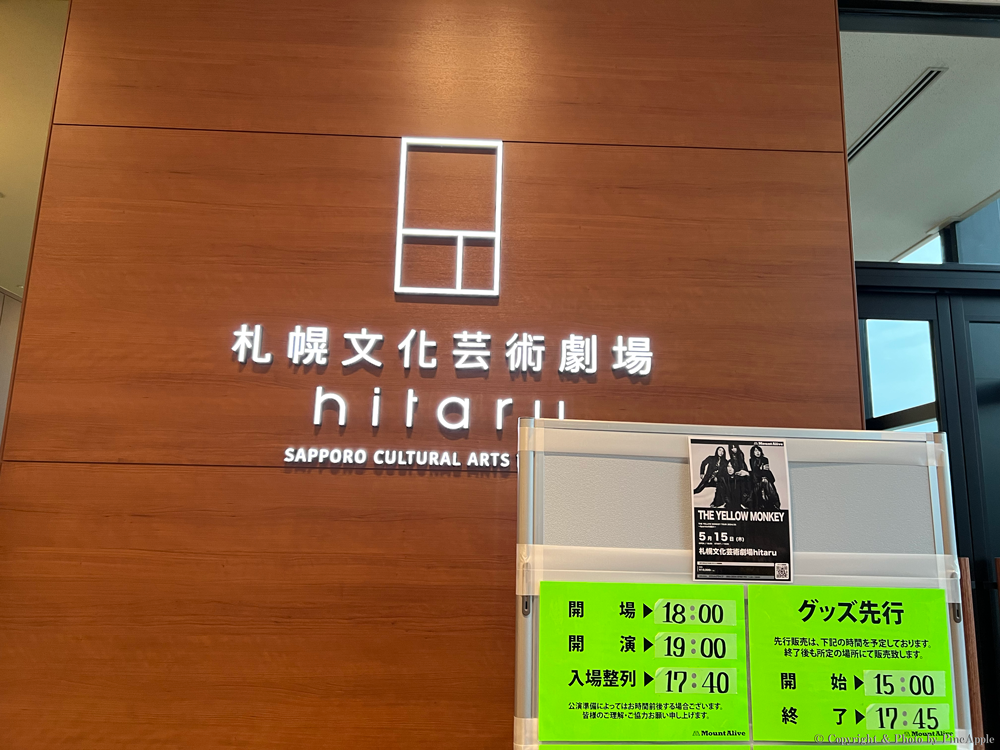 札幌文化芸術劇場
hitaru
SAPPORO CULTURAL ARTS
MountAlive
THE YELLOW MONKEY
5月15日(木)
札幌文化芸術劇場hitaru
開場▶18:00
開演▶19:00
入場整列▶17:40
公演準備によってはお時間前後する場合ございます。
皆様のご理解・ご協力お願い申し上げます。
MountAlive
グッズ先行
先行販売は、下記の時間を予定しております。
終了後も所定の場所にて販売致します。
開始▶15:00
終了▶17:45
MountAlive
© Copyright & Photo by PineApple